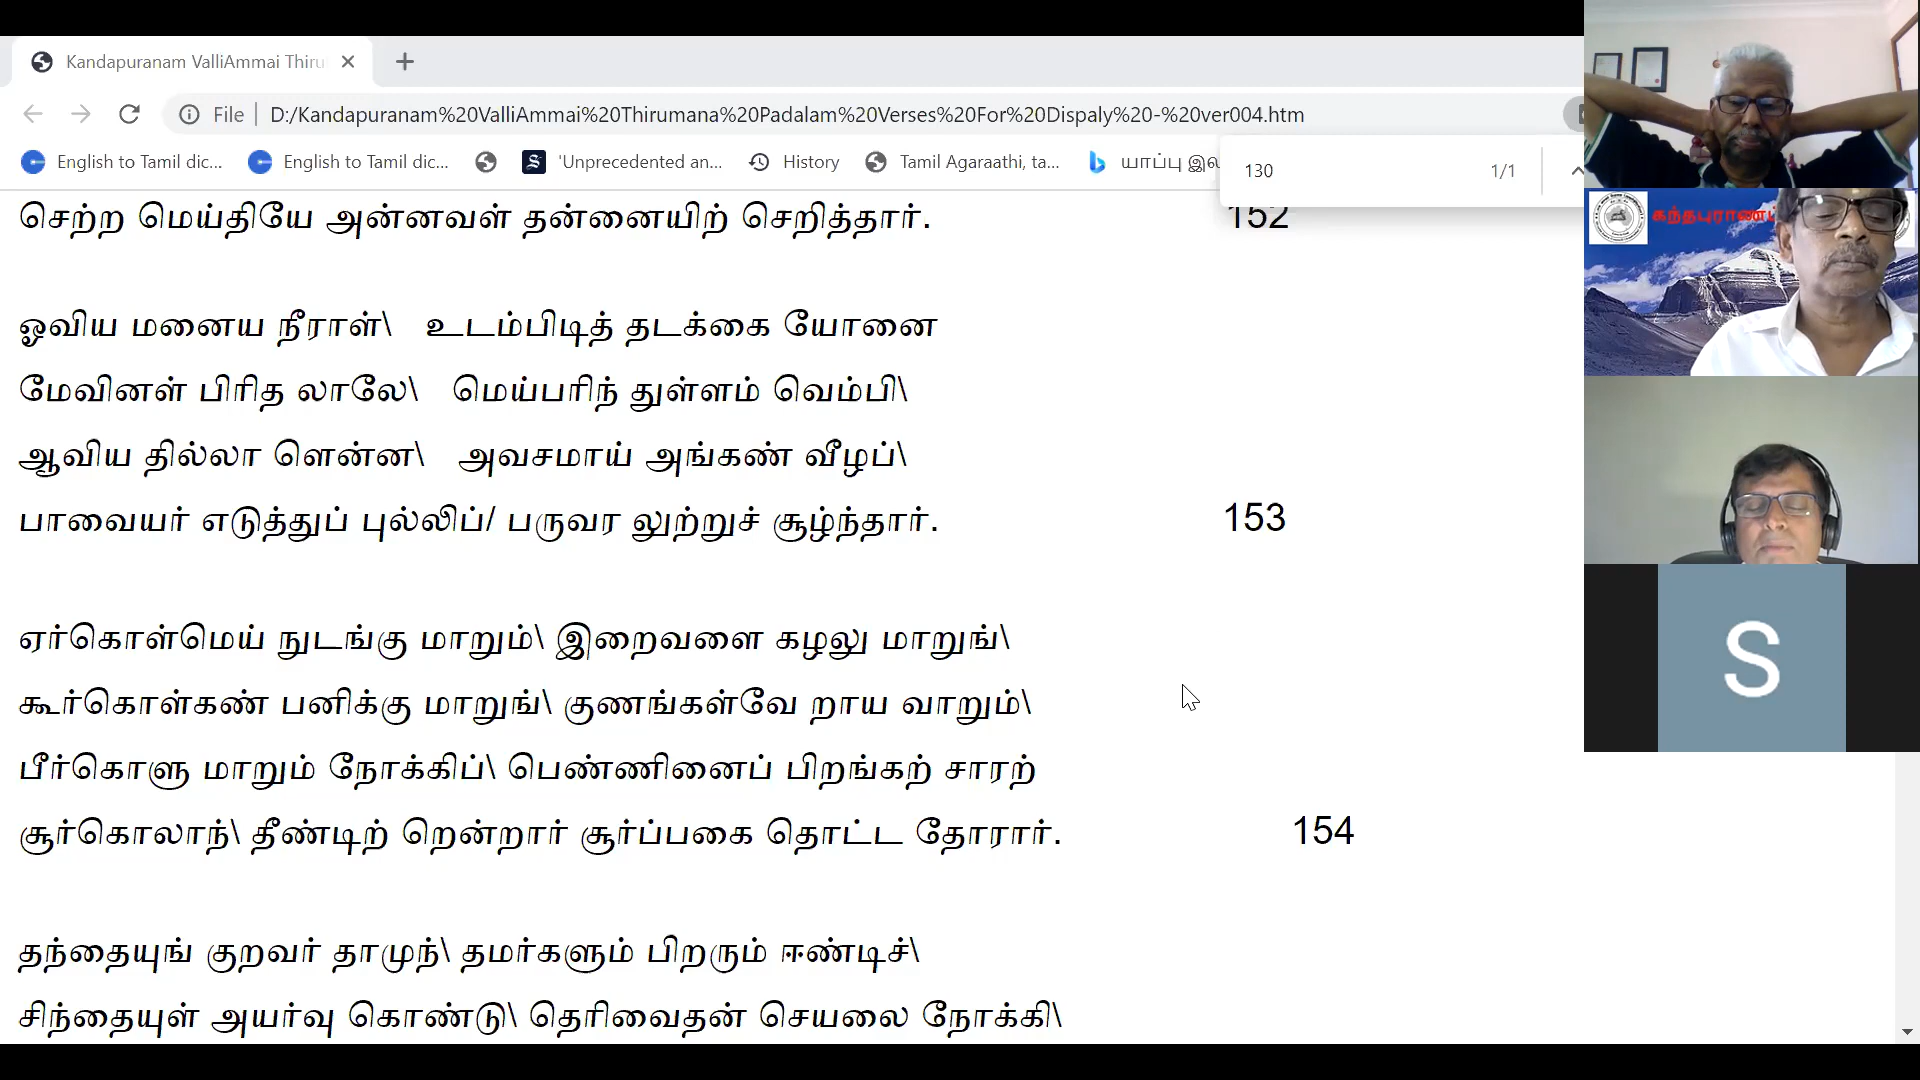 Kandapuranam ValliAmmai Thiru
File
D:/Kandapuranam%20ValliAmmai%20Thirumana%20Padalam%20Verses%20For%20Dispaly%20-%20ver004.htm
English to Tamil dic... English to Tamil dic... S 'Unprecedented an... History Tamil Agaraathi, ta... யாப்பு
130 1/1
கந்தபுராண
செற்ற மெய்தியே அன்னவள் தன்னையிற் செறித்தார். 152
ஓவிய மனைய நீராள்\ உடம்பிடித் தடக்கை யோனை
மேவினள் பிரித லாலே\ மெய்பரிந் துள்ளம் வெம்பி\
ஆவிய தில்லா ளென்ன\ அவசமாய் அங்கண் வீழப்\
பாவையர் எடுத்துப் புல்லிப்/ பருவர லுற்றுச் சூழ்ந்தார். 153
ஏர்கொள்மெய் நுடங்கு மாறும்\ இறைவளை கழலு மாறுங்\
கூர்கொள்கண் பனிக்கு மாறுங்\ குணங்கள்வே றாய வாறும்\
பீர்கொளு மாறும் நோக்கிப்\ பெண்ணினைப் பிறங்கற் சாரற்
சூர்கொலாந்\ தீண்டிற் றென்றார் சூர்ப்பகை தொட்ட தோரார். 154
தந்தையுங் குறவர் தாமுந்\ தமர்களும் பிறரும் ஈண்டிச்\
சிந்தையுள் அயர்வு கொண்டு\ தெரிவைதன் செயலை நோக்கி\
S